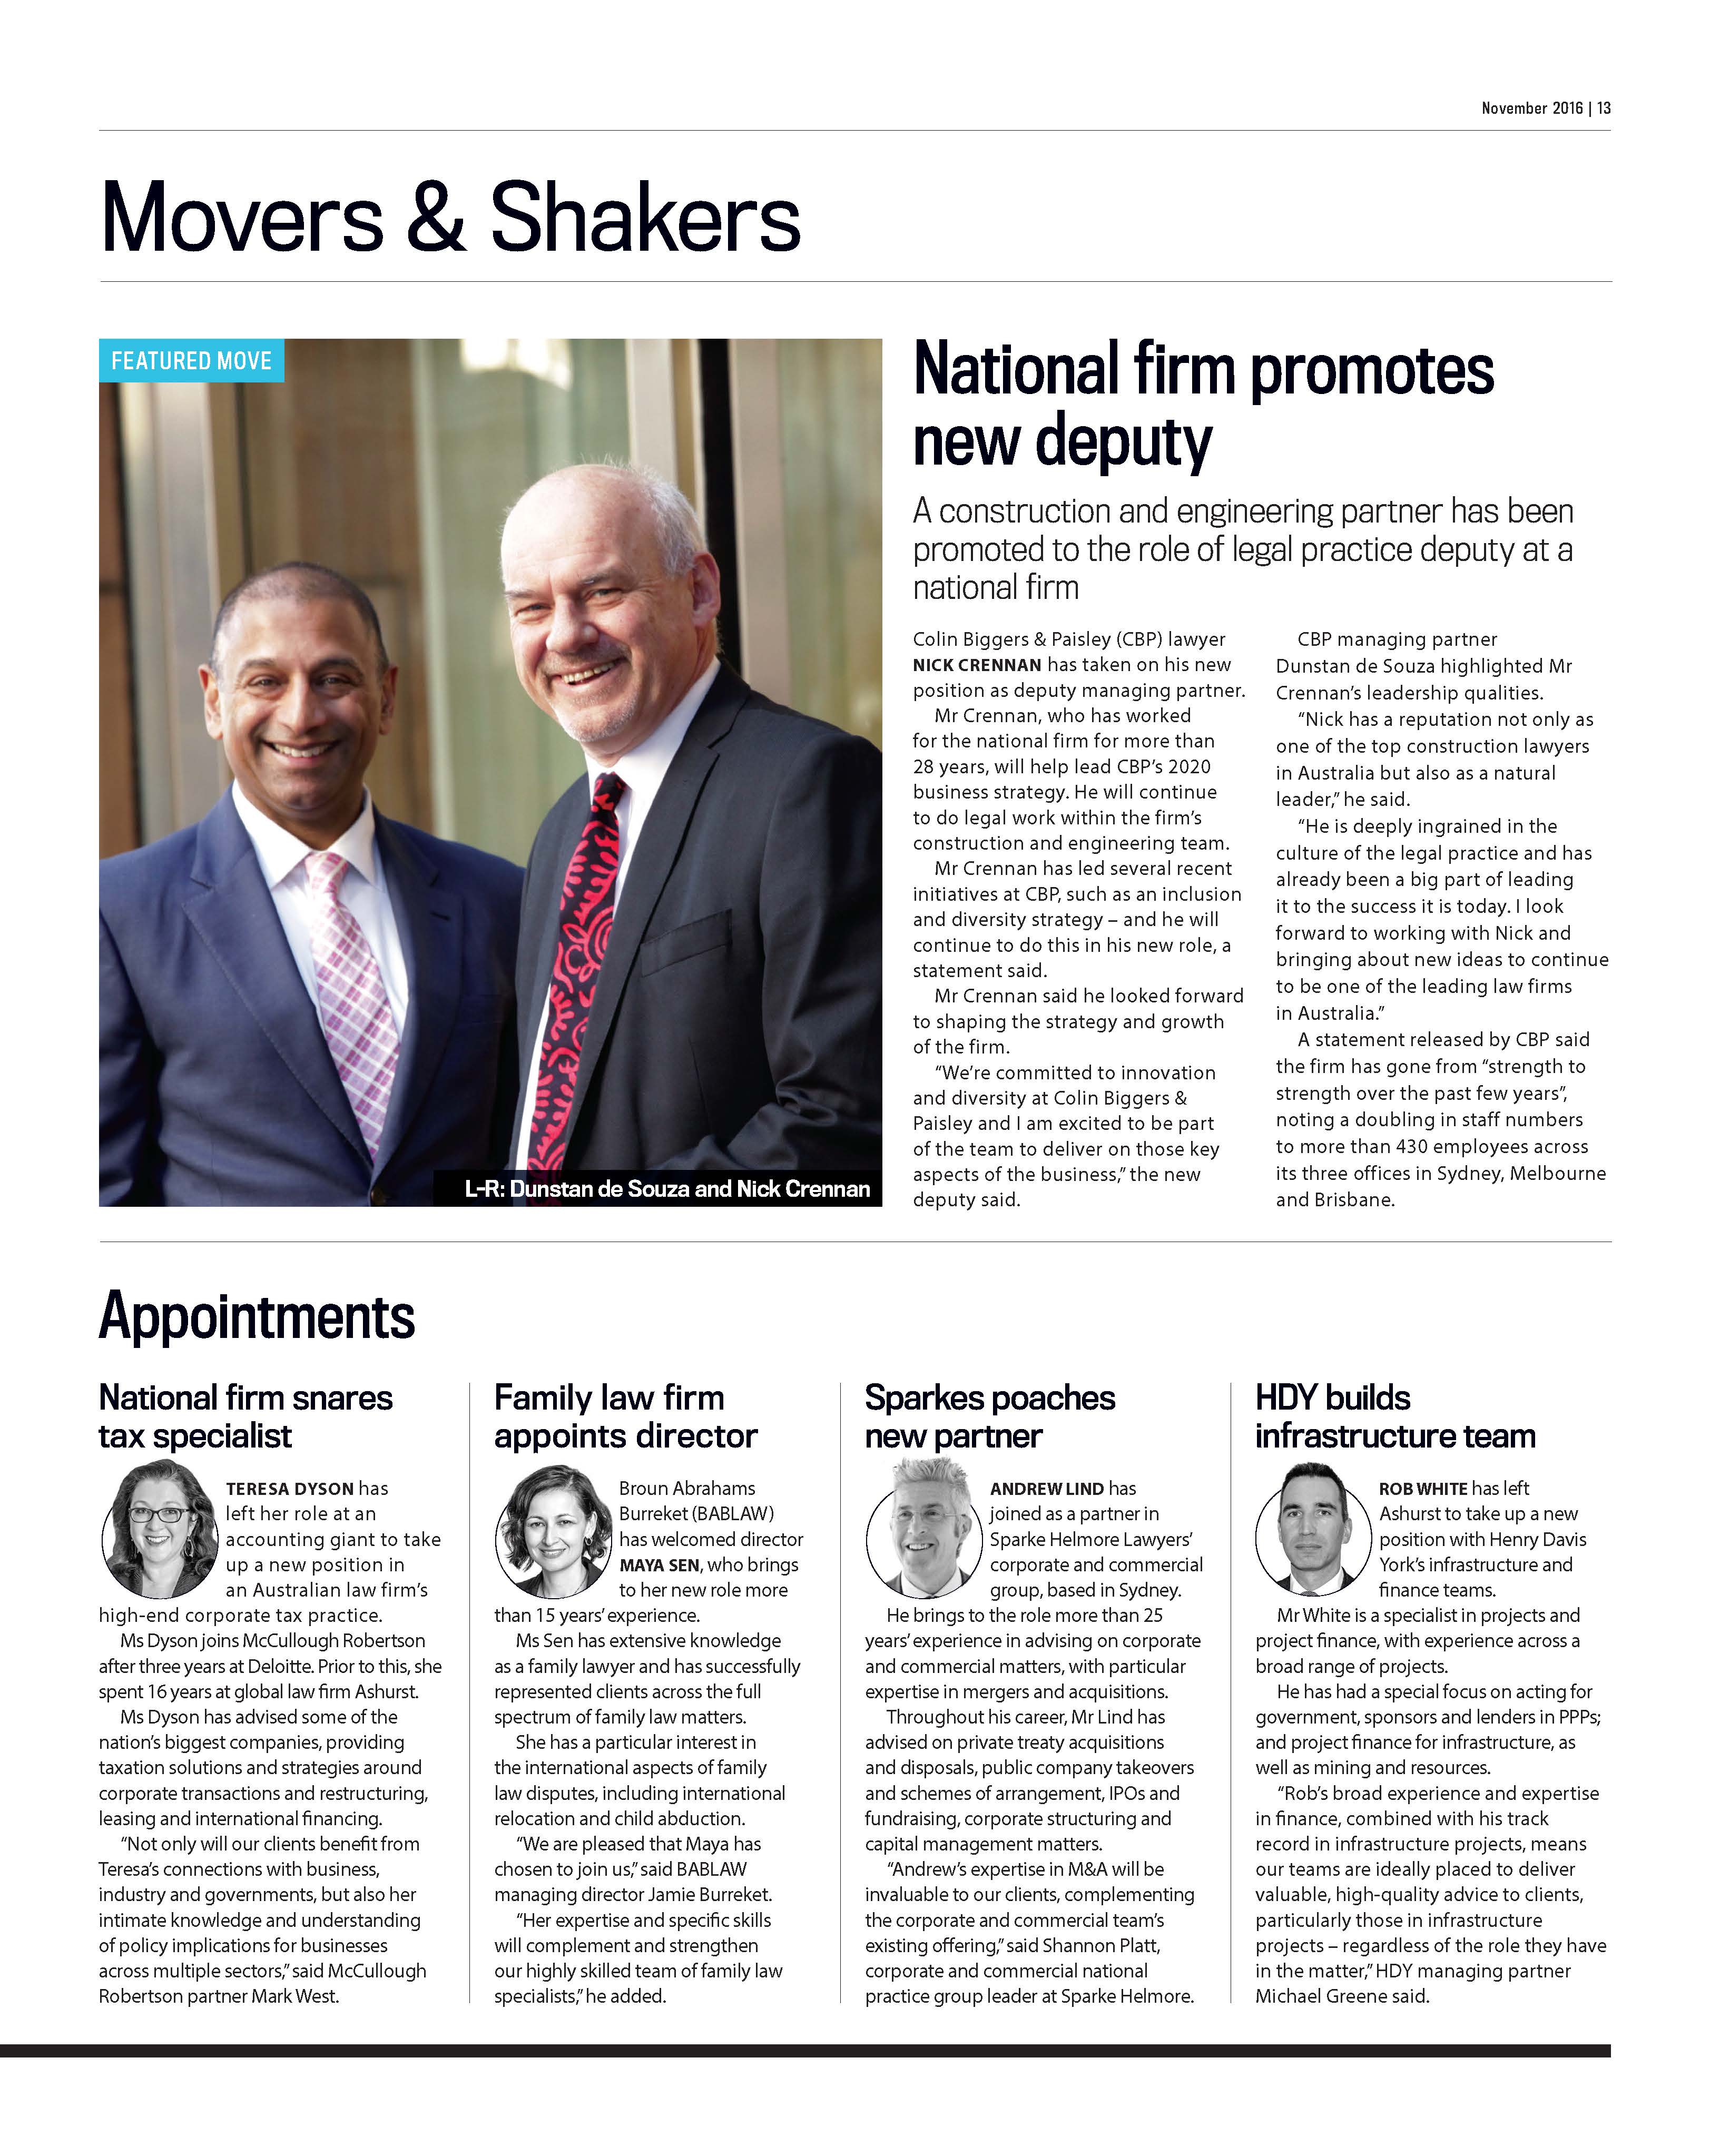 November 2016 | 13
Movers & Shakers
FEATURED MOVE
L-R: Dunstan de Souza and Nick Crennan
National firm promotes
new deputy
A construction and engineering partner has been
promoted to the role of legal practice deputy at a
national firm
Colin Biggers & Paisley (CBP) lawyer
NICK CRENNAN has taken on his new
position as deputy managing partner.
Mr Crennan, who has worked
for the national firm for more than
28 years, will help lead CBP’s 2020
business strategy. He will continue
to do legal work within the firm’s
construction and engineering team.
Mr Crennan has led several recent
initiatives at CBP, such as an inclusion
and diversity strategy – and he will
continue to do this in his new role, a
statement said.
Mr Crennan said he looked forward
to shaping the strategy and growth
of the firm.
“We’re committed to innovation
and diversity at Colin Biggers &
Paisley and I am excited to be part
of the team to deliver on those key
aspects of the business,” the new
deputy said.
CBP managing partner
Dunstan de Souza highlighted Mr
Crennan’s leadership qualities.
“Nick has a reputation not only as
one of the top construction lawyers
in Australia but also as a natural
leader,” he said.
“He is deeply ingrained in the
culture of the legal practice and has
already been a big part of leading
it to the success it is today. I look
forward to working with Nick and
bringing about new ideas to continue
to be one of the leading law firms
in Australia.”
A statement released by CBP said
the firm has gone from “strength to
strength over the past few years”,
noting a doubling in staff numbers
to more than 430 employees across
its three offices in Sydney, Melbourne
and Brisbane.
Appointments
National firm snares
tax specialist
TERESA DYSON has
left her role at an
accounting giant to take
up a new position in
an Australian law firm’s
high-end corporate tax practice.
Ms Dyson joins McCullough Robertson
after three years at Deloitte. Prior to this, she
spent 16 years at global law firm Ashurst.
Ms Dyson has advised some of the
nation’s biggest companies, providing
taxation solutions and strategies around
corporate transactions and restructuring,
leasing and international financing.
“Not only will our clients benefit from
Teresa’s connections with business,
industry and governments, but also her
intimate knowledge and understanding
of policy implications for businesses
across multiple sectors,” said McCullough
Robertson partner Mark West.
Family law firm
appoints director
Broun Abrahams
Burreket (BABLAW)
has welcomed director
MAYA SEN, who brings
to her new role more
than 15 years’ experience.
Ms Sen has extensive knowledge
as a family lawyer and has successfully
represented clients across the full
spectrum of family law matters.
She has a particular interest in
the international aspects of family
law disputes, including international
relocation and child abduction.
“We are pleased that Maya has
chosen to join us,” said BABLAW
managing director Jamie Burreket.
“Her expertise and specific skills
will complement and strengthen
our highly skilled team of family law
specialists,” he added.
Sparkes poaches
new partner
ANDREW LIND has
joined as a partner in
Sparke Helmore Lawyers’
corporate and commercial
group, based in Sydney.
He brings to the role more than 25
years’ experience in advising on corporate
and commercial matters, with particular
expertise in mergers and acquisitions.
Throughout his career, Mr Lind has
advised on private treaty acquisitions
and disposals, public company takeovers
and schemes of arrangement, IPOs and
fundraising, corporate structuring and
capital management matters.
“Andrew’s expertise in M&A will be
invaluable to our clients, complementing
the corporate and commercial team’s
existing offering,” said Shannon Platt,
corporate and commercial national
practice group leader at Sparke Helmore.
HDY builds
infrastructure team
ROB WHITE has left
Ashurst to take up a new
position with Henry Davis
York’s infrastructure and
finance teams.
Mr White is a specialist in projects and
project finance, with experience across a
broad range of projects.
He has had a special focus on acting for
government, sponsors and lenders in PPPs;
and project finance for infrastructure, as
well as mining and resources.
“Rob’s broad experience and expertise
in finance, combined with his track
record in infrastructure projects, means
our teams are ideally placed to deliver
valuable, high-quality advice to clients,
particularly those in infrastructure
projects – regardless of the role they have
in the matter,” HDY managing partner
Michael Greene said.